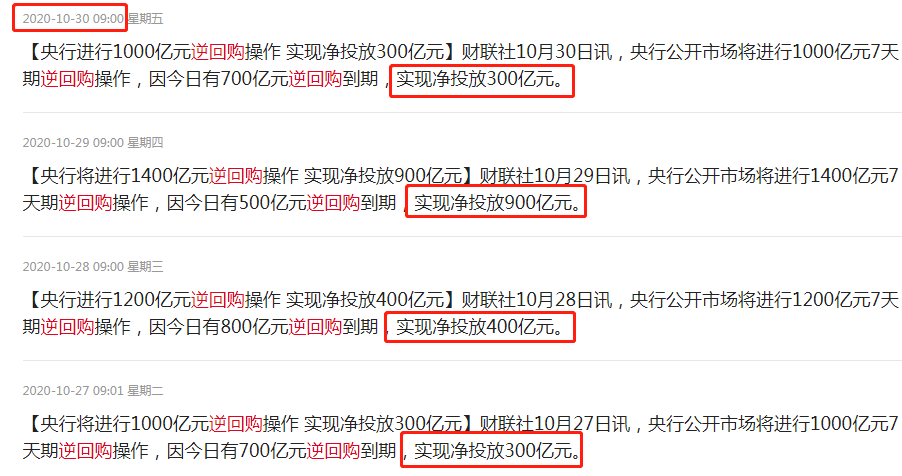 2020-10-30 09:00 星期五
【央行进行1000亿元逆回购操作 实现净投放300亿元】财联社10月30日讯，央行公开市场将进行1000亿元7天
期逆回购操作，因今日有700亿元逆回购到期，实现净投放300亿元。
2020-10-29 09:00 星期四
【央行将进行1400亿元逆回购操作 实现净投放900亿元】财联社10月29日讯，央行公开市场将进行1400亿元7
天期逆回购操作，因今日有500亿元逆回购到期，实现净投放900亿元。
2020-10-28 09:00 星期三
【央行进行1200亿元逆回购操作 实现净投放400亿元】财联社10月28日讯，央行公开市场将进行1200亿元7天
期逆回购操作，因今日有800亿元逆回购到期，实现净投放400亿元。
2020-10-27 09:01 星期二
【央行将进行1000亿元逆回购操作 实现净投放300亿元】财联社10月27日讯，央行公开市场将进行1000亿元7
天期逆回购操作，因今日有700亿元逆回购到期，实现净投放300亿元。